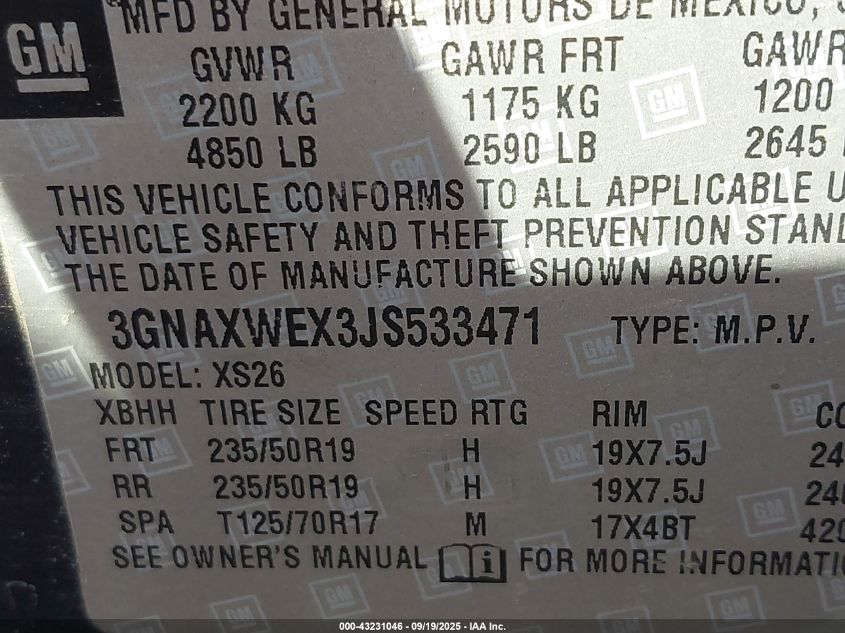 GM
MFD BY GENERAL MOTORS DE MEXICO,
GVWR GAWR FRT GAWR
2200 KG 1175 KG 1200
4850 LB 2590 LB 2645
THIS VEHICLE CONFORMS TO ALL APPLICABLE U
VEHICLE SAFETY AND THEFT PREVENTION STAND
THE DATE OF MANUFACTURE SHOWN ABOVE.
3GNAXWEX3JS533471 TYPE: M.P.V.
MODEL: XS26
XBHH TIRE SIZE SPEED RTG RIM CO
FRT 235/50R19 H 19X7.5J 24
RR 235/50R19 H 19X7.5J 240
SPA T125/70R17 M 17X4BT 420
SEE OWNER'S MANUAL i FOR MORE INFORMATI
000-43231046 - 09/19/2025 - IAA Inc.